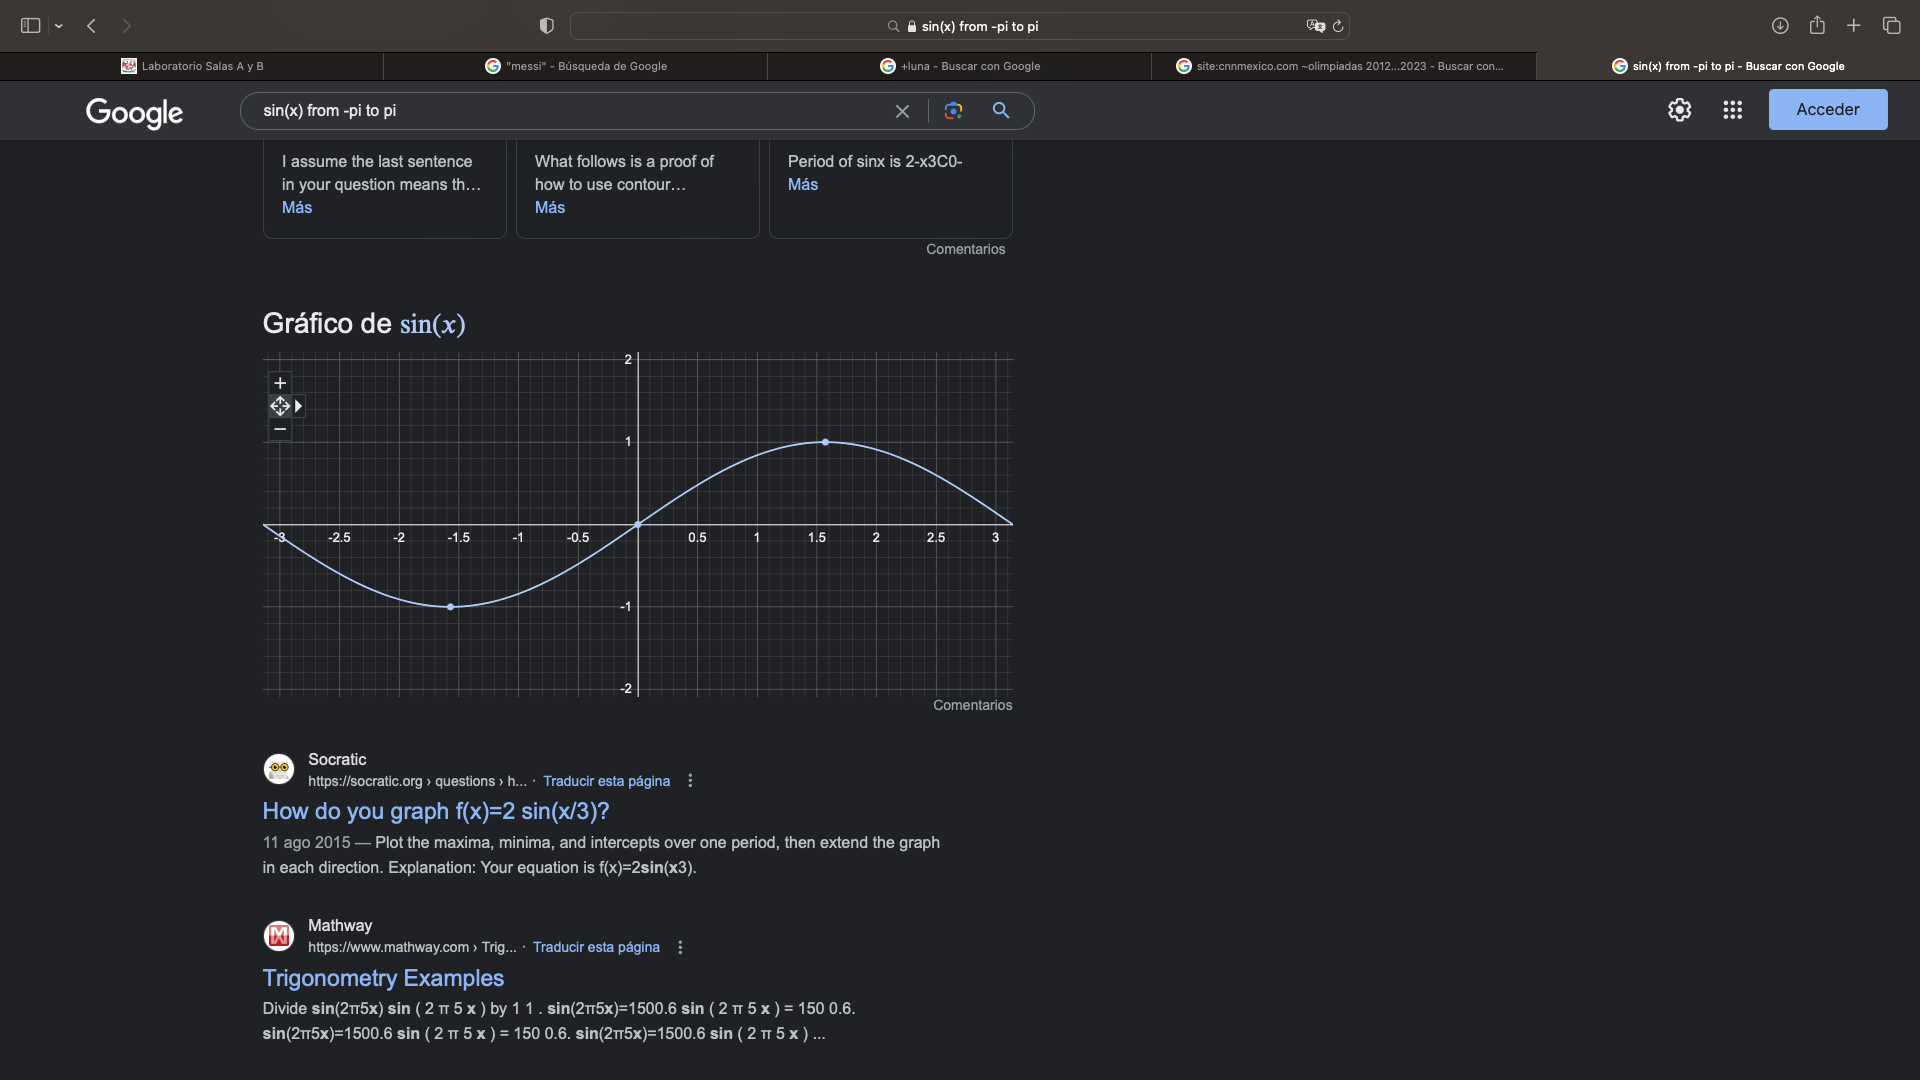 sin(x) from -pi to pi
Laboratorio Salas A y B
"messi" - Búsqueda de Google
+luna - Buscar con Google
site:cnnmexico.com ~olimpiadas 2012...2023 - Buscar con...
sin(x) from -pi to pi - Buscar con Google
Google
sin(x) from -pi to pi
Acceder
I assume the last sentence
in your question means th...
Más
What follows is a proof of
how to use contour...
Más
Period of sinx is 2-x3C0-
Más
Comentarios
Gráfico de sin(x)
+
−
2
1
-3 -2.5 -2 -1.5 -1 -0.5 0.5 1 1.5 2 2.5 3
-1
-2
Comentarios
Socratic
https://socratic.org › questions › h... · Traducir esta página
How do you graph f(x)=2 sin(x/3)?
11 ago 2015 — Plot the maxima, minima, and intercepts over one period, then extend the graph
in each direction. Explanation: Your equation is f(x)=2sin(x3).
Mathway
https://www.mathway.com › Trig... · Traducir esta página
Trigonometry Examples
Divide sin(2π5x) sin ( 2 π 5 x ) by 1 1 . sin(2π5x)=1500.6 sin ( 2 π 5 x ) = 150 0.6.
sin(2π5x)=1500.6 sin ( 2 π 5 x ) = 150 0.6. sin(2π5x)=1500.6 sin ( 2 π 5 x ) ...